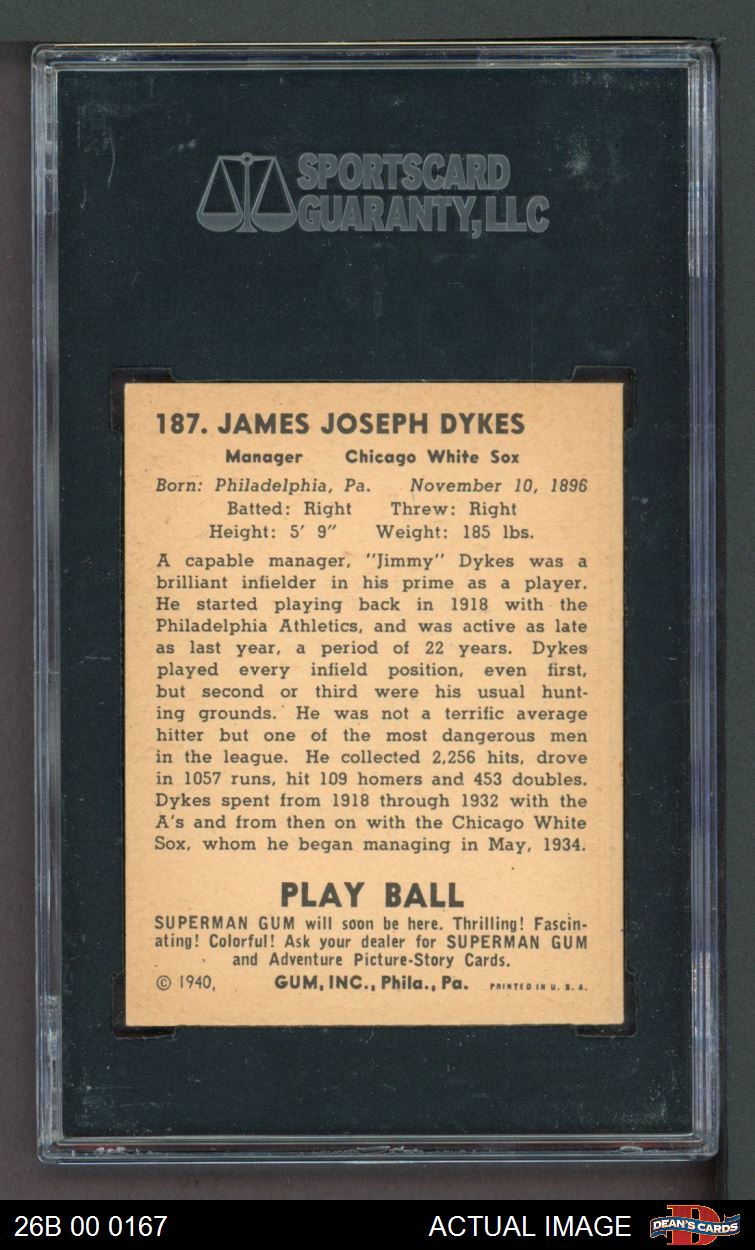 SPORTSCARD
GUARANTY, LLC
187. JAMES JOSEPH DYKES
Manager Chicago White Sox
Born: Philadelphia, Pa. November 10, 1896
Batted: Right Threw: Right
Height: 5' 9" Weight: 185 lbs.
A capable manager, "Jimmy" Dykes was a
brilliant infielder in his prime as a player.
He started playing back in 1918 with the
Philadelphia Athletics, and was active as late
as last year, a period of 22 years. Dykes
played every infield position, even first,
but second or third were his usual hunt-
ing grounds. He was not a terrific average
hitter but one of the most dangerous men
in the league. He collected 2,256 hits, drove
in 1057 runs, hit 109 homers and 453 doubles.
Dykes spent from 1918 through 1932 with the
A's and from then on with the Chicago White
Sox, whom he began managing in May, 1934.
PLAY BALL
SUPERMAN GUM will soon be here. Thrilling! Fascin-
ating! Colorful! Ask your dealer for SUPERMAN GUM
and Adventure Picture-Story Cards.
© 1940, GUM, INC., Phila., Pa. PRINTED IN U. S. A.
26B 00 0167 ACTUAL IMAGE DEAN'S CARDS